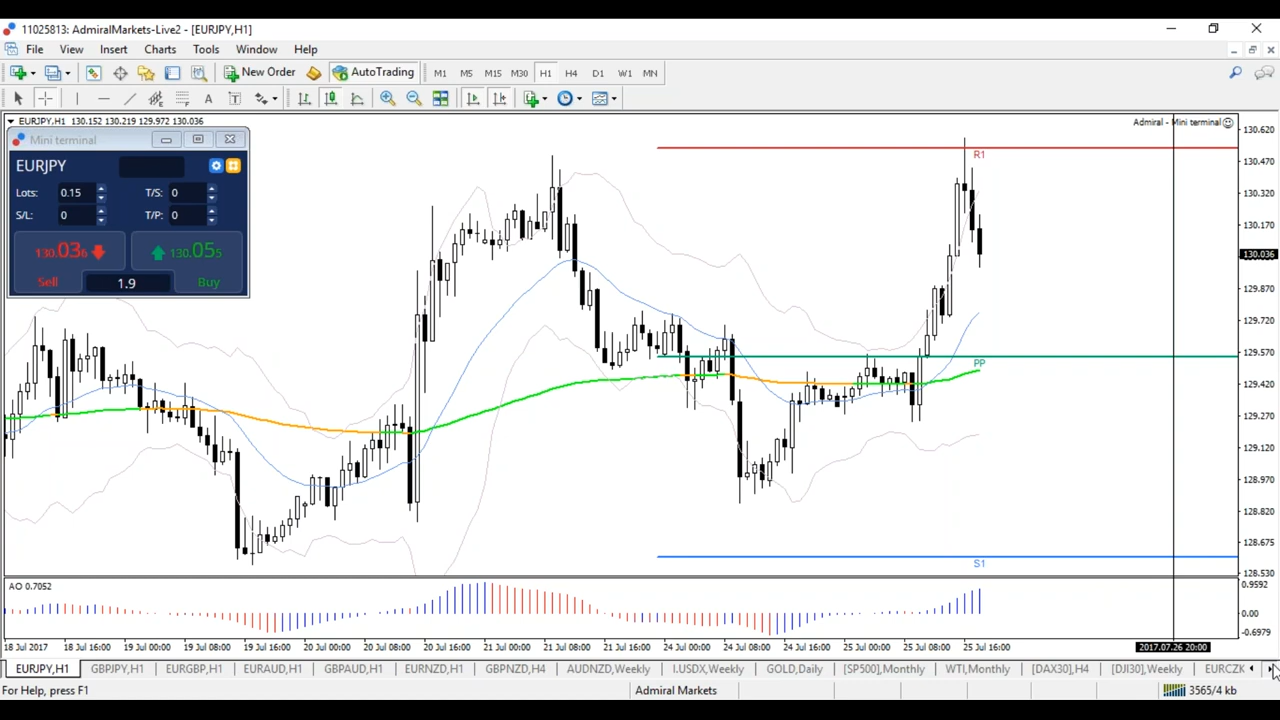 11025813: AdmiralMarkets-Live2 - [EURJPY,H1]
File View Insert Charts Tools Window Help
New Order AutoTrading M1 M5 M15 M30 H1 H4 D1 W1 MN
A T
EURJPY,H1 130.152 130.219 129.972 130.036
Admiral - Mini terminal
Mini terminal
EURJPY
Lots: 0.15 T/S: 0
S/L: 0 T/P: 0
130.036 130.055
Sell 1.9 Buy
R1
PP
S1
130.620
130.470
130.320
130.170
130.036
129.870
129.720
129.570
129.420
129.270
129.120
128.970
128.820
128.675
128.530
AO 0.7052
0.9592
0.00
-0.6979
18 Jul 2017 18 Jul 16:00 19 Jul 00:00 19 Jul 08:00 19 Jul 16:00 20 Jul 00:00 20 Jul 08:00 20 Jul 16:00 21 Jul 00:00 21 Jul 08:00 21 Jul 16:00 24 Jul 00:00 24 Jul 08:00 24 Jul 16:00 25 Jul 00:00 25 Jul 08:00 25 Jul 16:00 2017.07.26 20:00
EURJPY,H1 GBPJPY,H1 EURGBP,H1 EURAUD,H1 GBPAUD,H1 EURNZD,H1 GBPNZD,H4 AUDNZD,Weekly I.USDX,Weekly GOLD,Daily [SP500],Monthly WTI,Monthly [DAX30],H4 [DJI30],Weekly EURCZK
For Help, press F1 Admiral Markets 3565/4 kb